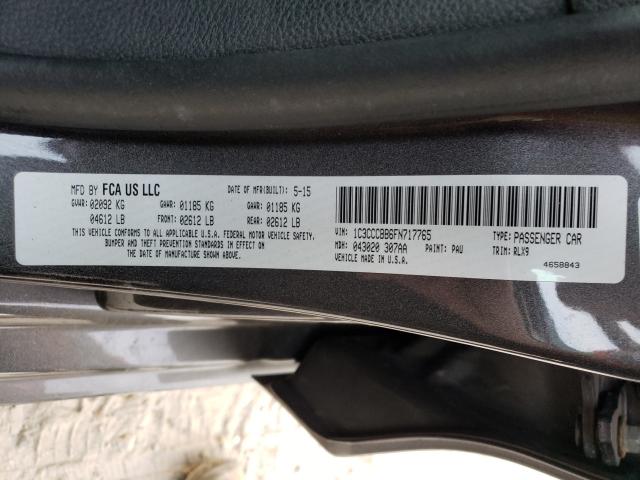 MFD BY FCA US LLC DATE OF MFR(BUILT): 5-15
GVWR: 02092 KG GAWR: 01185 KG GAWR: 01185 KG
04612 LB FRONT: 02612 LB REAR: 02612 LB
THIS VEHICLE CONFORMS TO ALL APPLICABLE U.S.A. FEDERAL MOTOR VEHICLE SAFETY,
BUMPER AND THEFT PREVENTION STANDARDS IN EFFECT ON
THE DATE OF MANUFACTURE SHOWN ABOVE.
VIN: 1C3CCCBB6FN717765 TYPE: PASSENGER CAR
MDH: 043020 307AA PAINT: PAU TRIM: RLX9
VEHICLE MADE IN U.S.A. 4658843